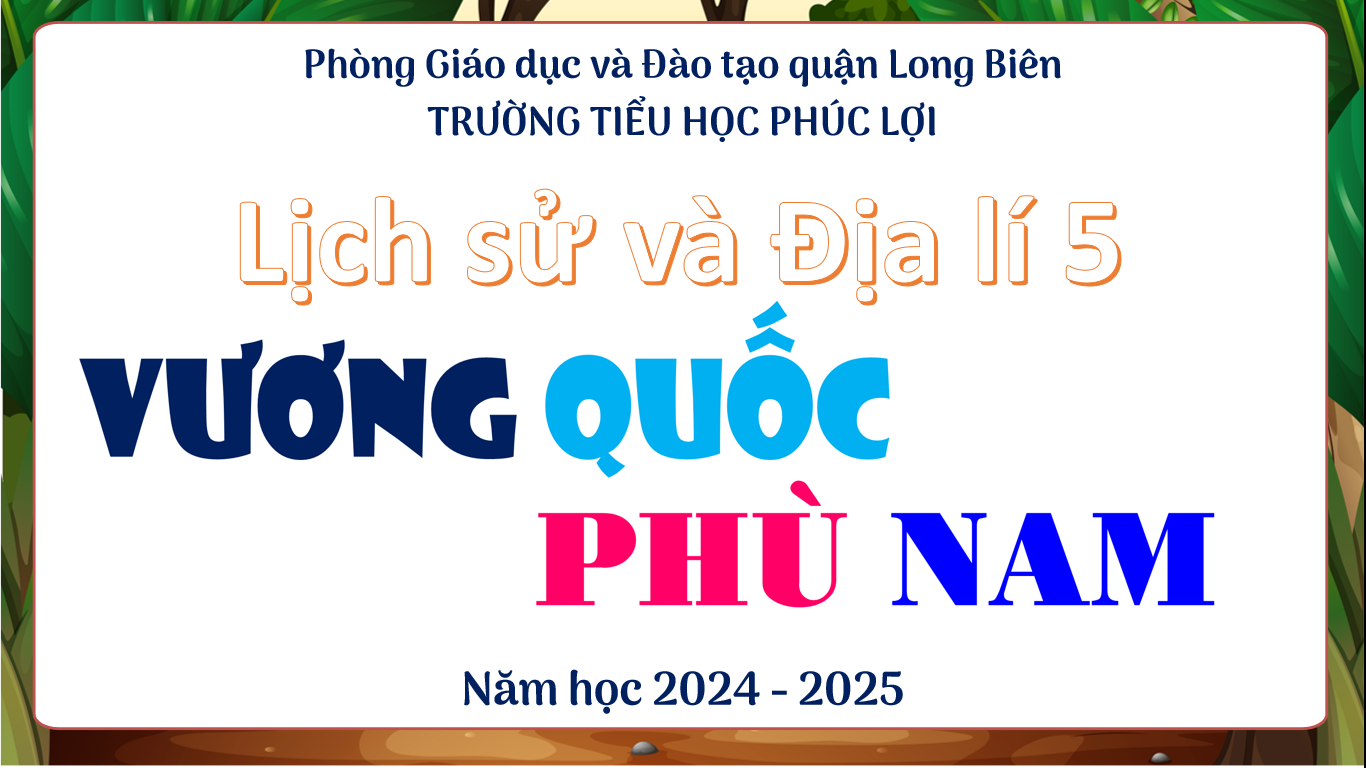 Phòng Giáo dục và Đào tạo quận Long Biên
TRƯỜNG TIỂU HỌC PHÚC LỢI
Lịch sử và Địa lí 5
VƯƠNG QUỐC
PHÙ NAM
Năm học 2024 - 2025